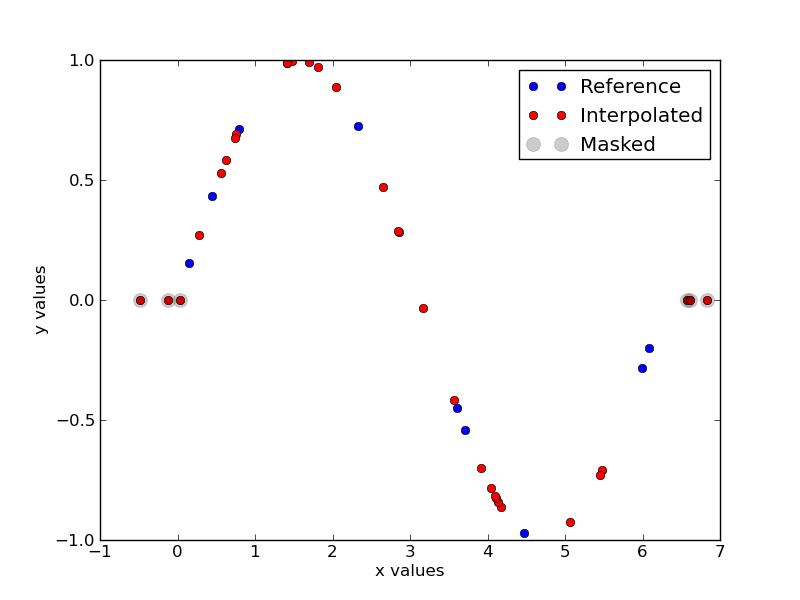 1.0
0.5
0.0
−0.5
−1.0
y values
−1 0 1 2 3 4 5 6 7
x values
Reference
Interpolated
Masked